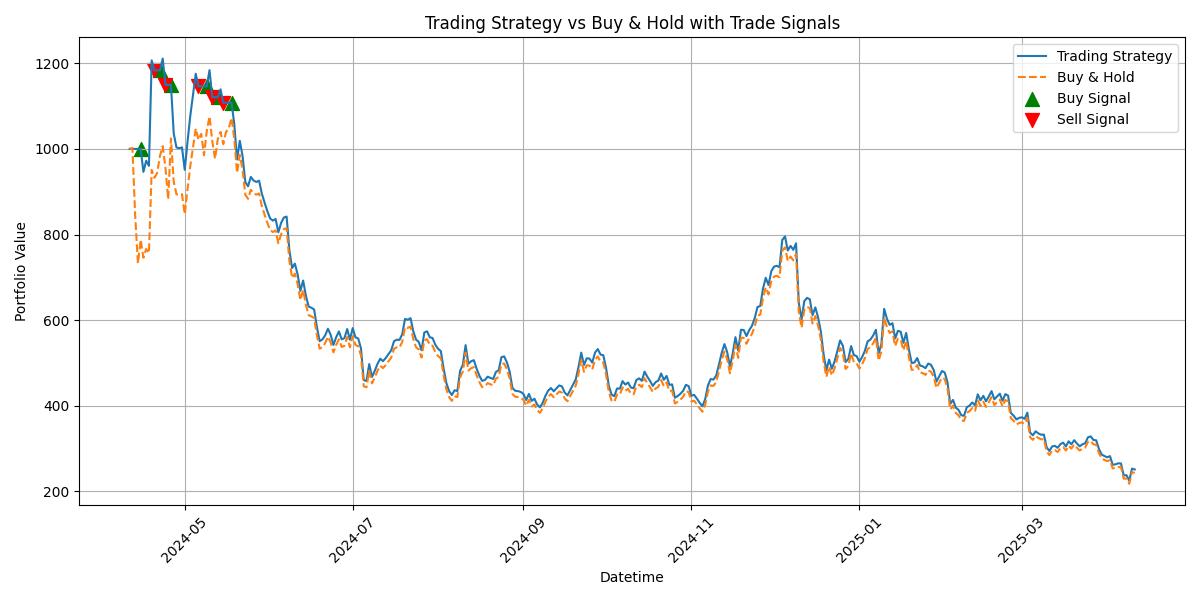 Trading Strategy vs Buy & Hold with Trade Signals
Trading Strategy
Buy & Hold
Buy Signal
Sell Signal
Portfolio Value
1200
1000
800
600
400
200
2024-05
2024-07
2024-09
2024-11
2025-01
2025-03
Datetime